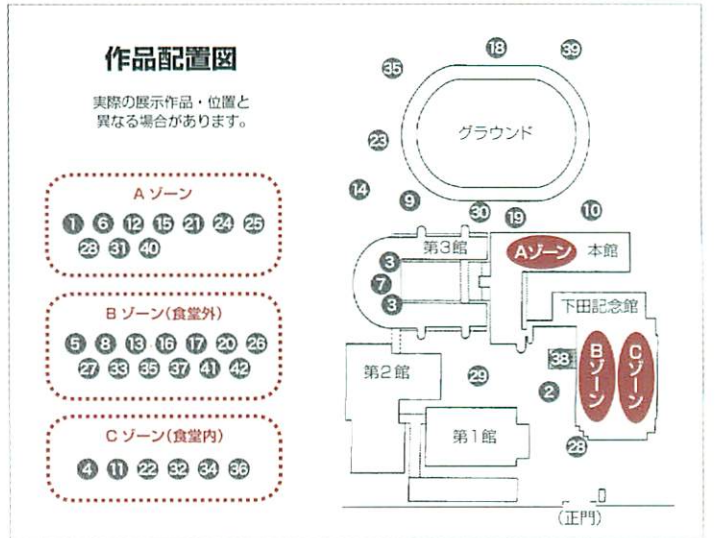 作品配置図
実際の展示作品・位置と
異なる場合があります。
Aゾーン
1 6 12 15 21 24 25
28 31 40
Bゾーン(食堂外)
5 8 13 16 17 20 26
27 33 35 37 41 42
Cゾーン(食堂内)
4 11 22 32 34 36
18 39
35
グラウンド
23
14 9 30 19 10
第3館
Aゾーン 本館
3
7
3
下田記念館
38
Bゾーン
Cゾーン
第2館
29
2
第1館
28
(正門)